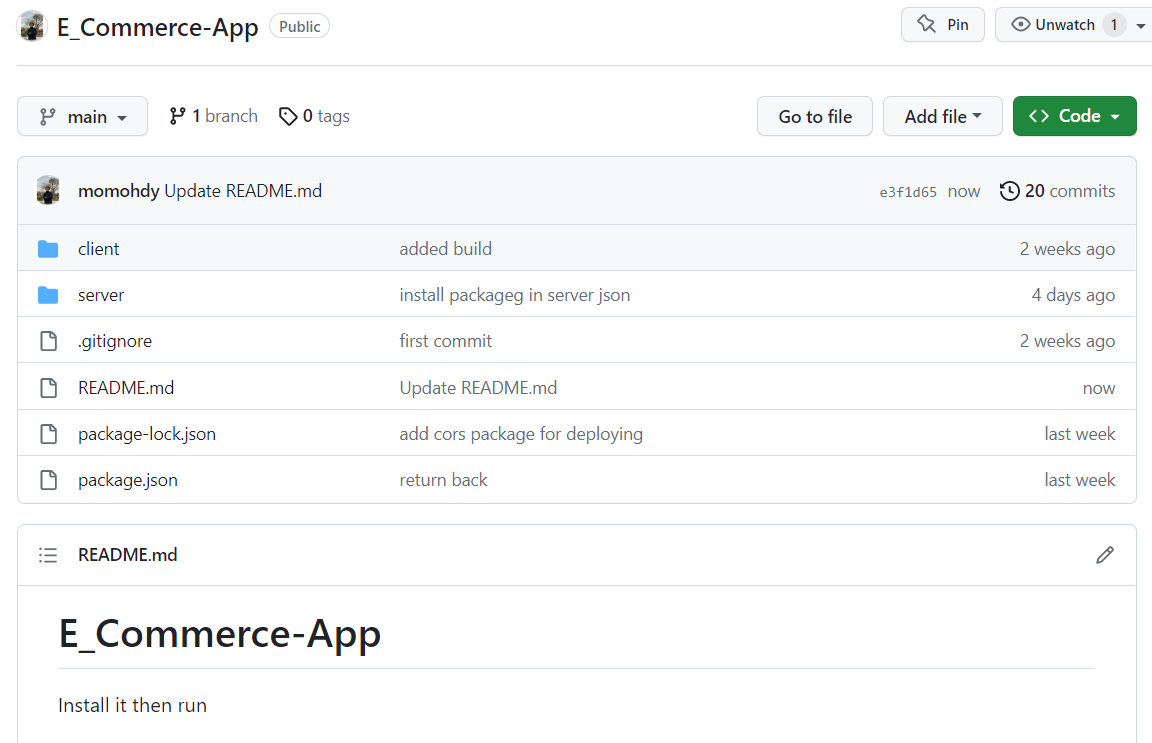 E_Commerce-App Public Pin Unwatch 1
main 1 branch 0 tags Go to file Add file <> Code
momohdy Update README.md e3f1d65 now 20 commits
client added build 2 weeks ago
server install packageg in server json 4 days ago
.gitignore first commit 2 weeks ago
README.md Update README.md now
package-lock.json add cors package for deploying last week
package.json return back last week
README.md
E_Commerce-App
Install it then run